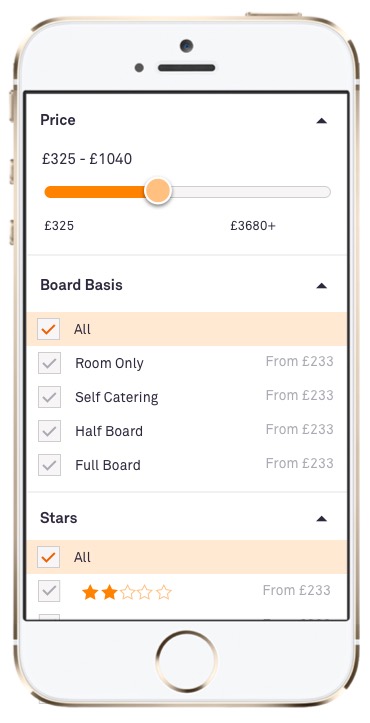 Price
£325 - £1040
£325 £3680+
Board Basis
All
Room Only From £233
Self Catering From £233
Half Board From £233
Full Board From £233
Stars
All
From £233